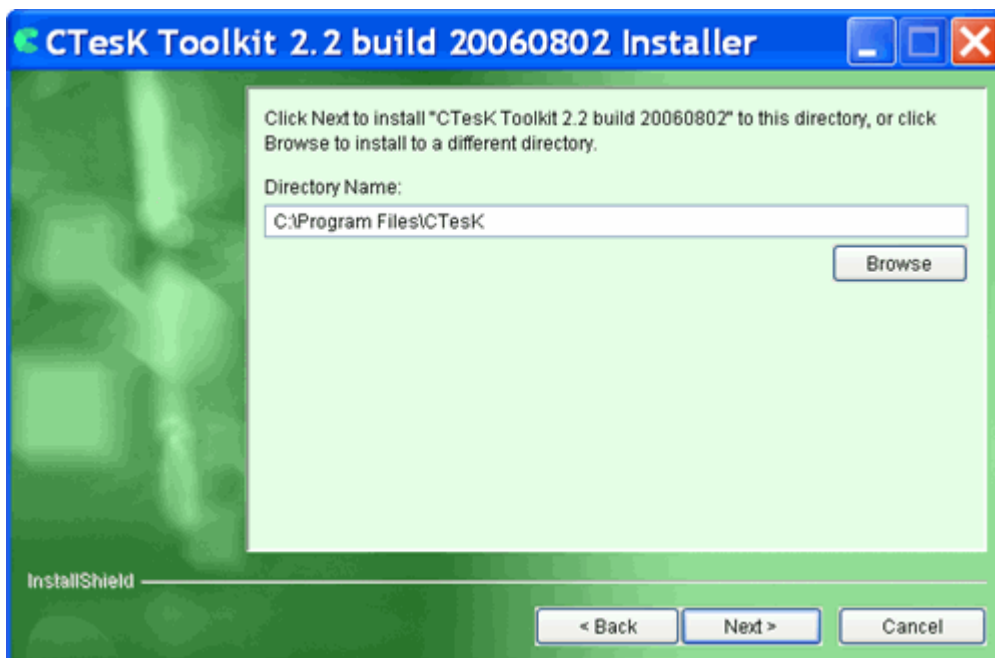 CTesK Toolkit 2.2 build 20060802 Installer
Click Next to install "CTesK Toolkit 2.2 build 20060802" to this directory, or click
Browse to install to a different directory.
Directory Name:
C:\Program Files\CTesK
Browse
InstallShield
< Back
Next >
Cancel